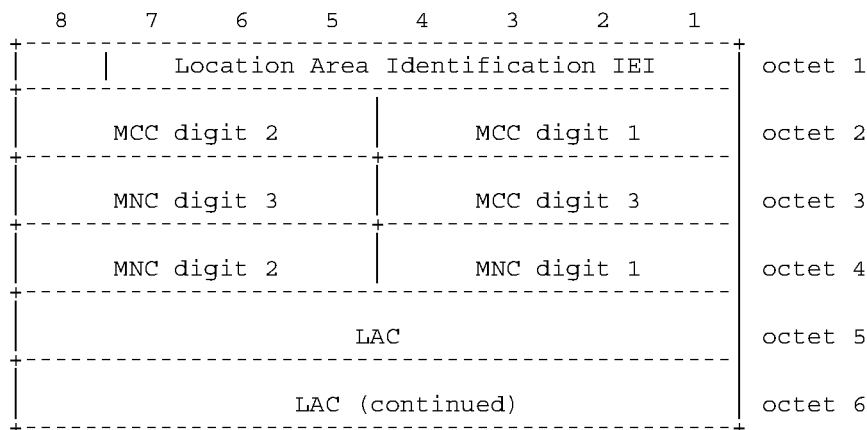 8 7 6 5 4 3 2 1
Location Area Identification IEI octet 1
MCC digit 2 MCC digit 1 octet 2
MNC digit 3 MCC digit 3 octet 3
MNC digit 2 MNC digit 1 octet 4
LAC octet 5
LAC (continued) octet 6